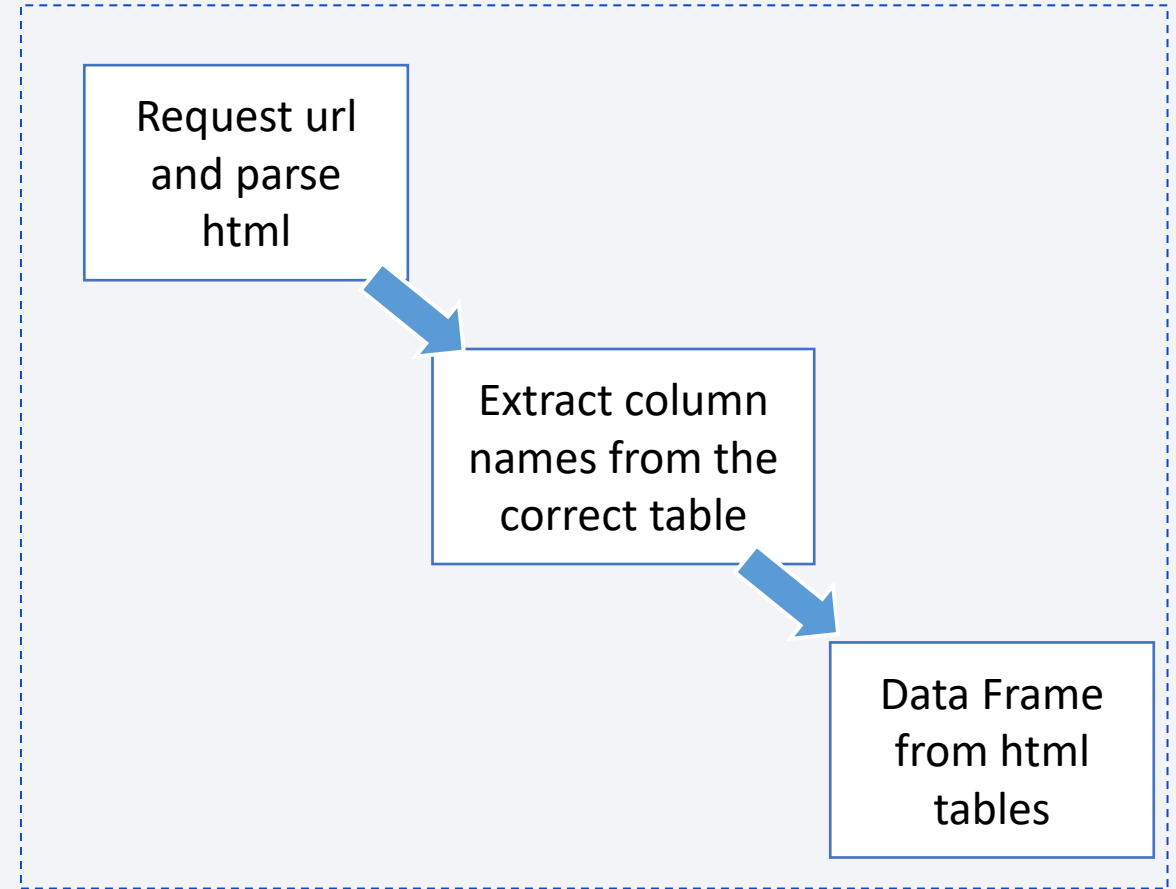 Request url
and parse
html
Extract column
names from the
correct table
Data Frame
from html
tables